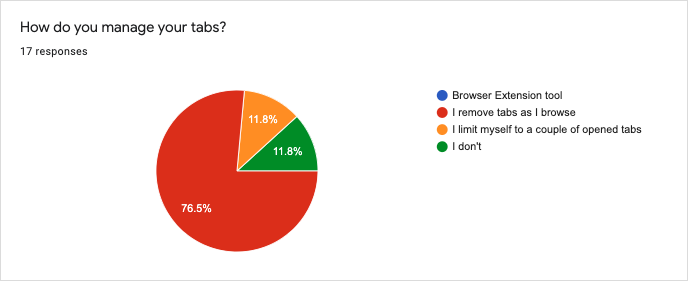 How do you manage your tabs?
17 responses
11.8%
11.8%
76.5%
Browser Extension tool
I remove tabs as I browse
I limit myself to a couple of opened tabs
I don't